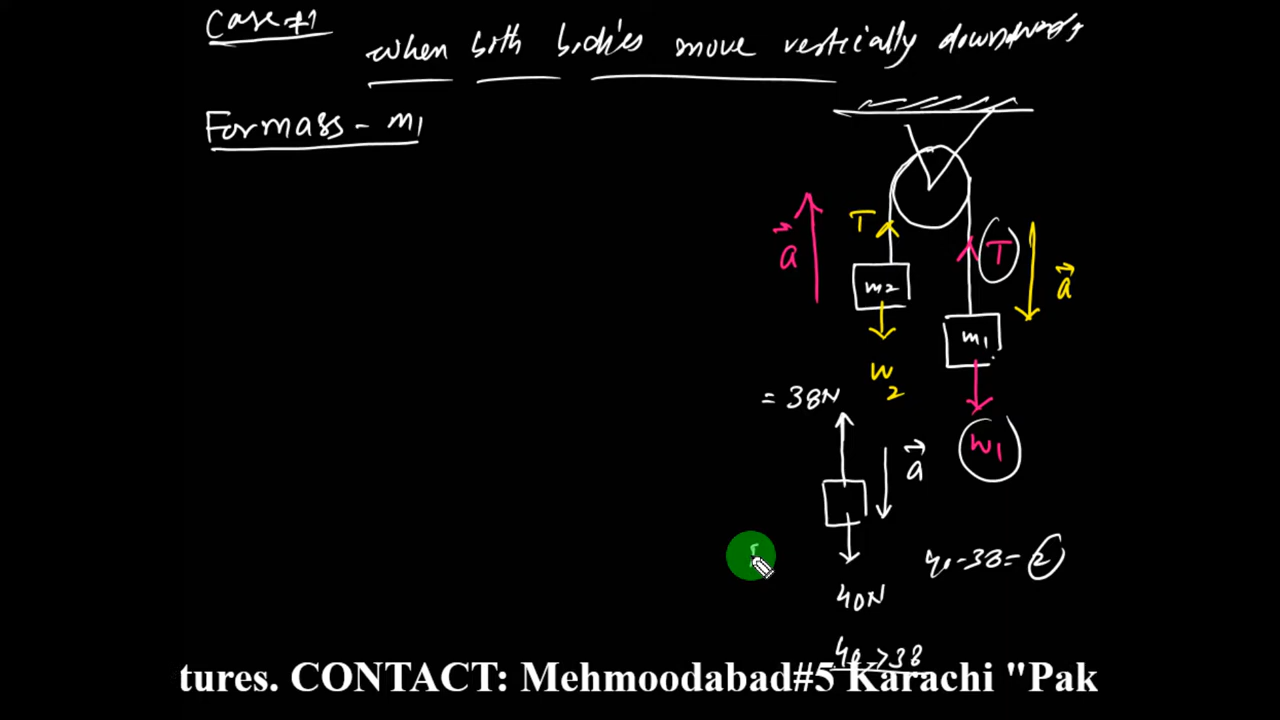 Case #1
when both bodies move vertically downwards
For mass - m1
T
T
a
a
m2
m1
W2
= 38N
W1
a
40 - 38 = 2
40N
40 > 38
tures. CONTACT: Mehmoodabad#5 Karachi "Pak